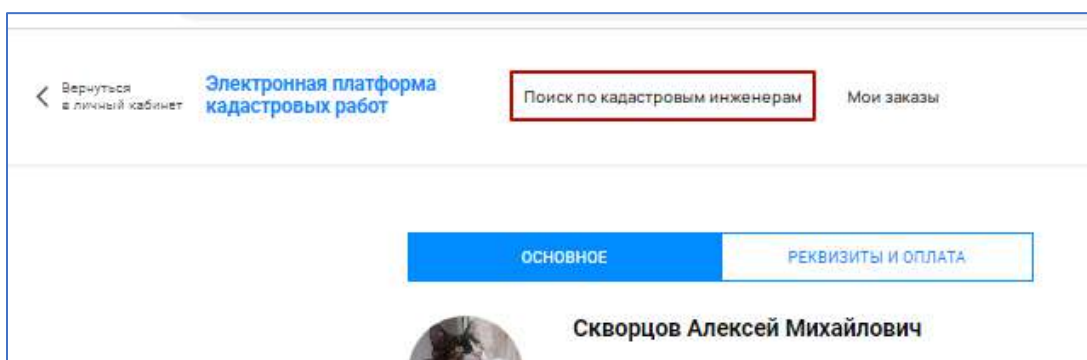 Вернуться
в личный кабинет
Электронная платформа
кадастровых работ
Поиск по кадастровым инженерам
Мои заказы
ОСНОВНОЕ
РЕКВИЗИТЫ И ОПЛАТА
Скворцов Алексей Михайлович